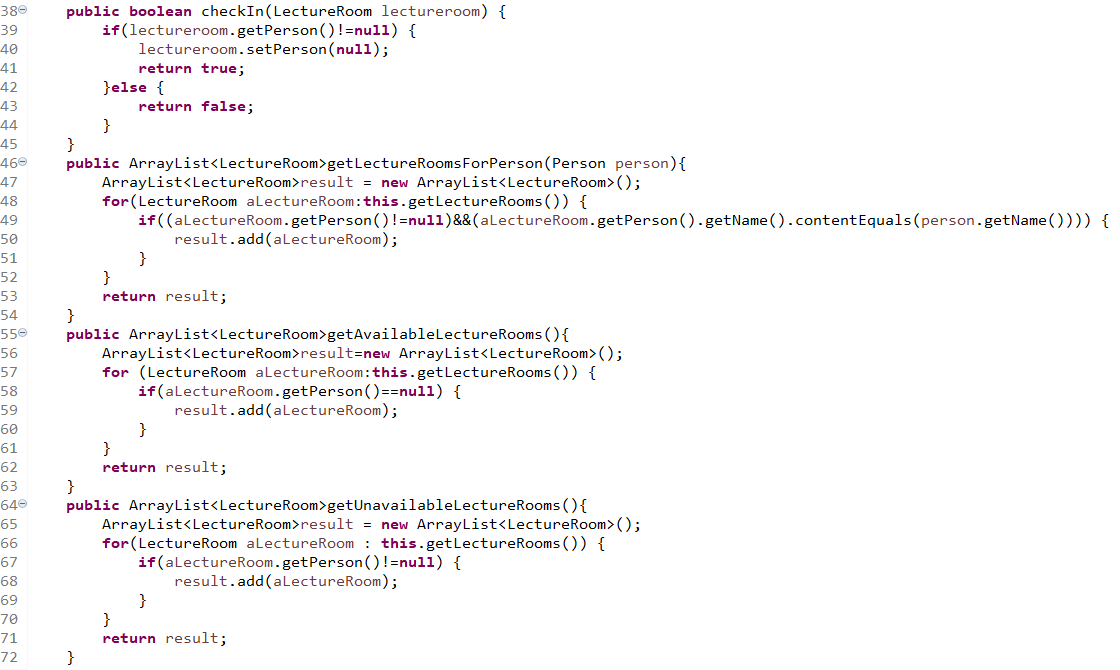 38 public boolean checkIn(LectureRoom lectureroom) {
39 if(lectureroom.getPerson()!=null) {
40 lectureroom.setPerson(null);
41 return true;
42 }else {
43 return false;
44 }
45 }
46 public ArrayList<LectureRoom>getLectureRoomsForPerson(Person person){
47 ArrayList<LectureRoom>result = new ArrayList<LectureRoom>();
48 for(LectureRoom aLectureRoom:this.getLectureRooms()) {
49 if((aLectureRoom.getPerson()!=null)&&(aLectureRoom.getPerson().getName().contentEquals(person.getName()))) {
50 result.add(aLectureRoom);
51 }
52 }
53 return result;
54 }
55 public ArrayList<LectureRoom>getAvailableLectureRooms(){
56 ArrayList<LectureRoom>result=new ArrayList<LectureRoom>();
57 for (LectureRoom aLectureRoom:this.getLectureRooms()) {
58 if(aLectureRoom.getPerson()==null) {
59 result.add(aLectureRoom);
60 }
61 }
62 return result;
63 }
64 public ArrayList<LectureRoom>getUnavailableLectureRooms(){
65 ArrayList<LectureRoom>result = new ArrayList<LectureRoom>();
66 for(LectureRoom aLectureRoom : this.getLectureRooms()) {
67 if(aLectureRoom.getPerson()!=null) {
68 result.add(aLectureRoom);
69 }
70 }
71 return result;
72 }